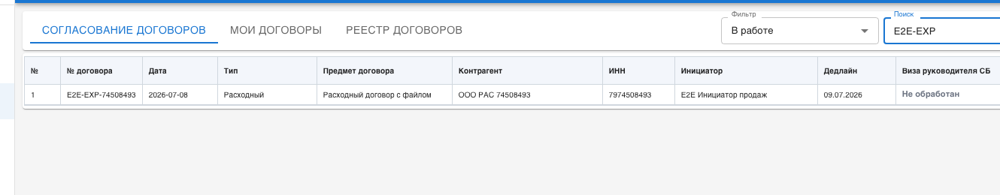 Фильтр
Поиск
СОГЛАСОВАНИЕ ДОГОВОРОВ МОИ ДОГОВОРЫ РЕЕСТР ДОГОВОРОВ В работе E2E-EXP
№ № договора Дата Тип Предмет договора Контрагент ИНН Инициатор Дедлайн Виза руководителя СБ
1 E2E-EXP-74508493 2026-07-08 Расходный Расходный договор с файлом ООО РАС 74508493 7974508493 E2E Инициатор продаж 09.07.2026 Не обработан